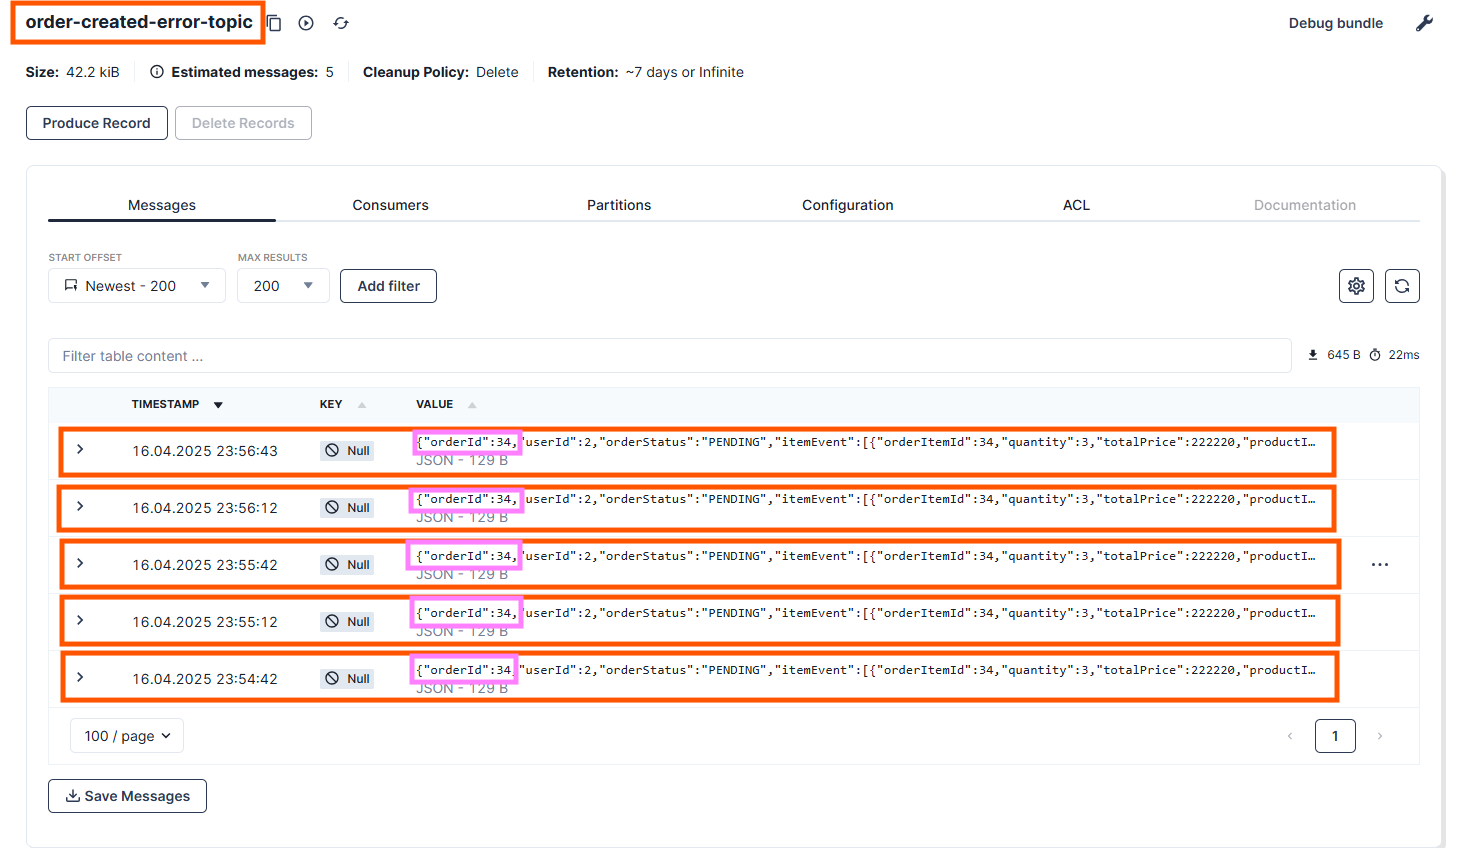 order-created-error-topic
Debug bundle
Size: 42.2 kiB Estimated messages: 5 Cleanup Policy: Delete Retention: ~7 days or Infinite
Produce Record Delete Records
Messages Consumers Partitions Configuration ACL Documentation
START OFFSET MAX RESULTS
Newest - 200 200 Add filter
Filter table content ... 645 B 22ms
TIMESTAMP KEY VALUE
16.04.2025 23:56:43 Null {"orderId":34,"userId":2,"orderStatus":"PENDING","itemEvent":[{"orderItemId":34,"quantity":3,"totalPrice":222220,"productI…
JSON - 129 B
16.04.2025 23:56:12 Null {"orderId":34,"userId":2,"orderStatus":"PENDING","itemEvent":[{"orderItemId":34,"quantity":3,"totalPrice":222220,"productI…
JSON - 129 B
16.04.2025 23:55:42 Null {"orderId":34,"userId":2,"orderStatus":"PENDING","itemEvent":[{"orderItemId":34,"quantity":3,"totalPrice":222220,"productI…
JSON - 129 B
16.04.2025 23:55:12 Null {"orderId":34,"userId":2,"orderStatus":"PENDING","itemEvent":[{"orderItemId":34,"quantity":3,"totalPrice":222220,"productI…
JSON - 129 B
16.04.2025 23:54:42 Null {"orderId":34,"userId":2,"orderStatus":"PENDING","itemEvent":[{"orderItemId":34,"quantity":3,"totalPrice":222220,"productI…
JSON - 129 B
100 / page 1
Save Messages